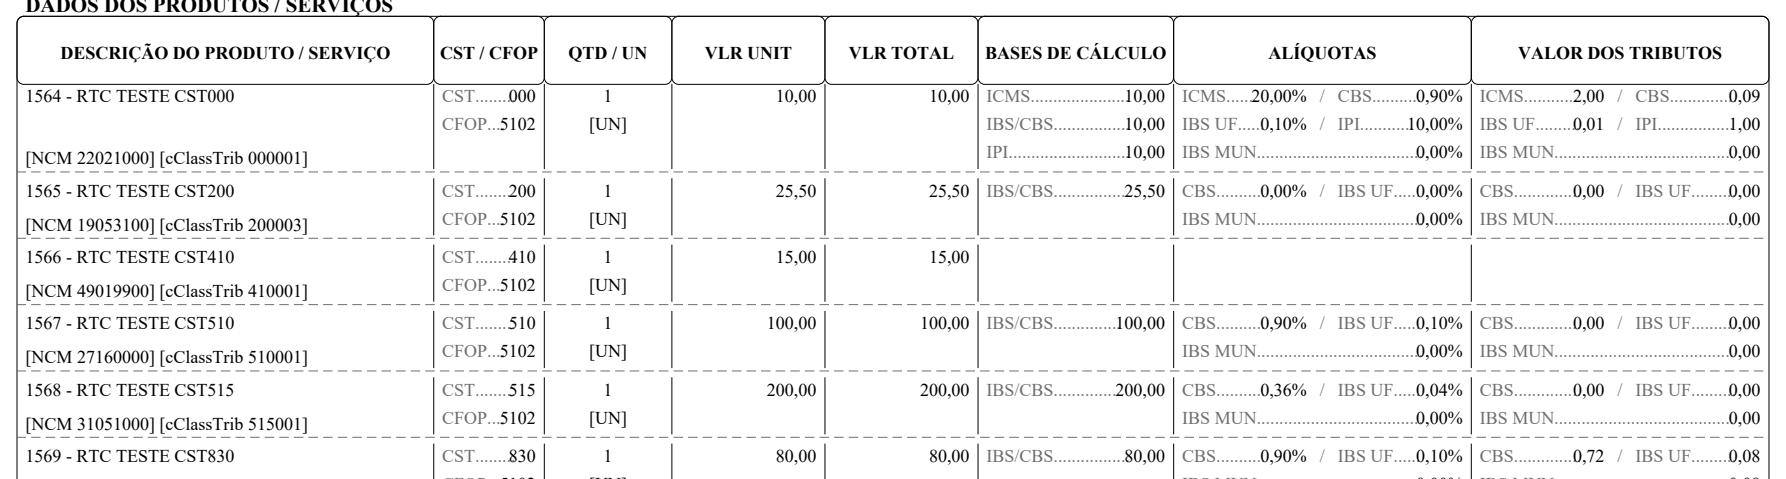 DADOS DOS PRODUTOS / SERVIÇOS
DESCRIÇÃO DO PRODUTO / SERVIÇO CST / CFOP QTD / UN VLR UNIT VLR TOTAL BASES DE CÁLCULO ALÍQUOTAS VALOR DOS TRIBUTOS
1564 - RTC TESTE CST000 CST.......000 1 10,00 10,00 ICMS......................10,00 ICMS.....20,00% / CBS..........0,90% ICMS..........2,00 / CBS..............0,09
CFOP...5102 [UN] IBS/CBS.................10,00 IBS UF.....0,10% / IPI..........10,00% IBS UF........0,01 / IPI.................1,00
[NCM 22021000] [cClassTrib 000001] IPI...........................10,00 IBS MUN......................................0,00% IBS MUN.........................................0,00
1565 - RTC TESTE CST200 CST.......200 1 25,50 25,50 IBS/CBS.................25,50 CBS..........0,00% / IBS UF.....0,00% CBS..............0,00 / IBS UF.........0,00
[NCM 19053100] [cClassTrib 200003] CFOP...5102 [UN] IBS MUN......................................0,00% IBS MUN.........................................0,00
1566 - RTC TESTE CST410 CST.......410 1 15,00 15,00
[NCM 49019900] [cClassTrib 410001] CFOP...5102 [UN]
1567 - RTC TESTE CST510 CST.......510 1 100,00 100,00 IBS/CBS...............100,00 CBS..........0,90% / IBS UF.....0,10% CBS..............0,00 / IBS UF.........0,00
[NCM 27160000] [cClassTrib 510001] CFOP...5102 [UN] IBS MUN......................................0,00% IBS MUN.........................................0,00
1568 - RTC TESTE CST515 CST.......515 1 200,00 200,00 IBS/CBS...............200,00 CBS..........0,36% / IBS UF.....0,04% CBS..............0,00 / IBS UF.........0,00
[NCM 31051000] [cClassTrib 515001] CFOP...5102 [UN] IBS MUN......................................0,00% IBS MUN.........................................0,00
1569 - RTC TESTE CST830 CST.......830 1 80,00 80,00 IBS/CBS.................80,00 CBS..........0,90% / IBS UF.....0,10% CBS..............0,72 / IBS UF.........0,08